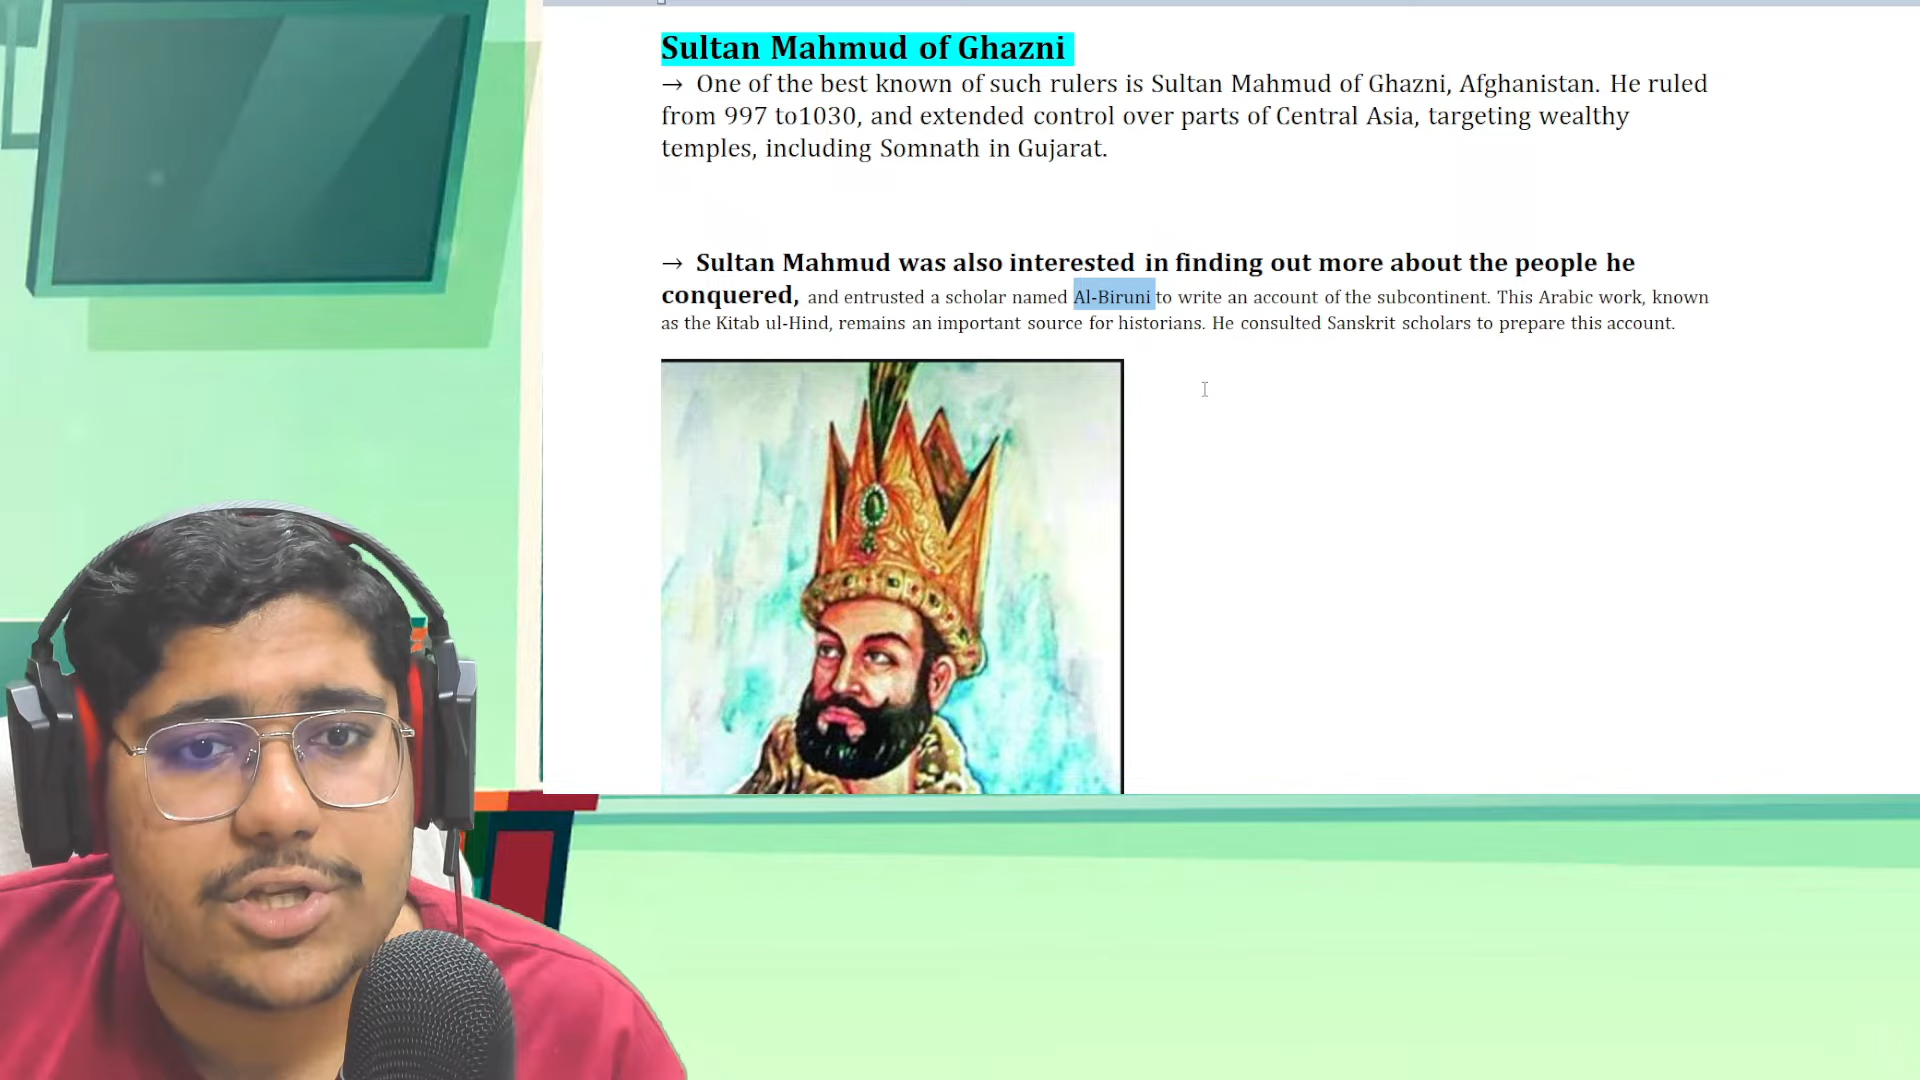 Sultan Mahmud of Ghazni
→ One of the best known of such rulers is Sultan Mahmud of Ghazni, Afghanistan. He ruled
from 997 to1030, and extended control over parts of Central Asia, targeting wealthy
temples, including Somnath in Gujarat.
→ Sultan Mahmud was also interested in finding out more about the people he
conquered, and entrusted a scholar named Al-Biruni to write an account of the subcontinent. This Arabic work, known
as the Kitab ul-Hind, remains an important source for historians. He consulted Sanskrit scholars to prepare this account.